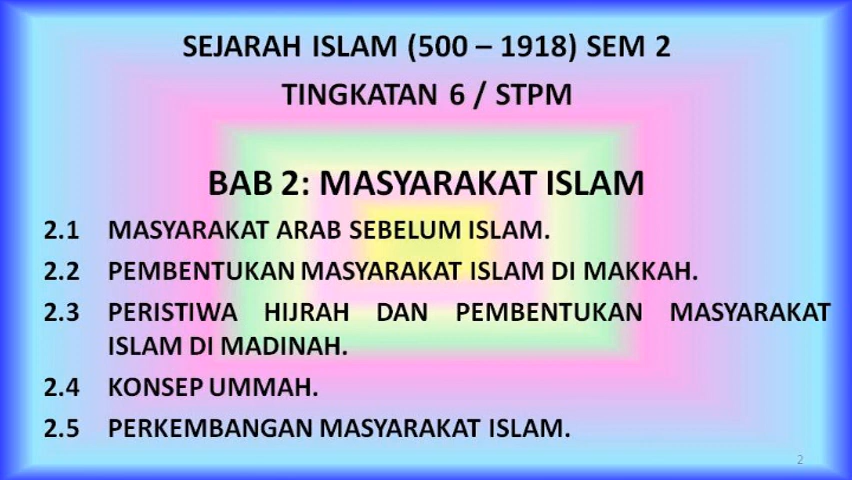 SEJARAH ISLAM (500 – 1918) SEM 2
TINGKATAN 6 / STPM
BAB 2: MASYARAKAT ISLAM
2.1 MASYARAKAT ARAB SEBELUM ISLAM.
2.2 PEMBENTUKAN MASYARAKAT ISLAM DI MAKKAH.
2.3 PERISTIWA HIJRAH DAN PEMBENTUKAN MASYARAKAT
ISLAM DI MADINAH.
2.4 KONSEP UMMAH.
2.5 PERKEMBANGAN MASYARAKAT ISLAM.
2